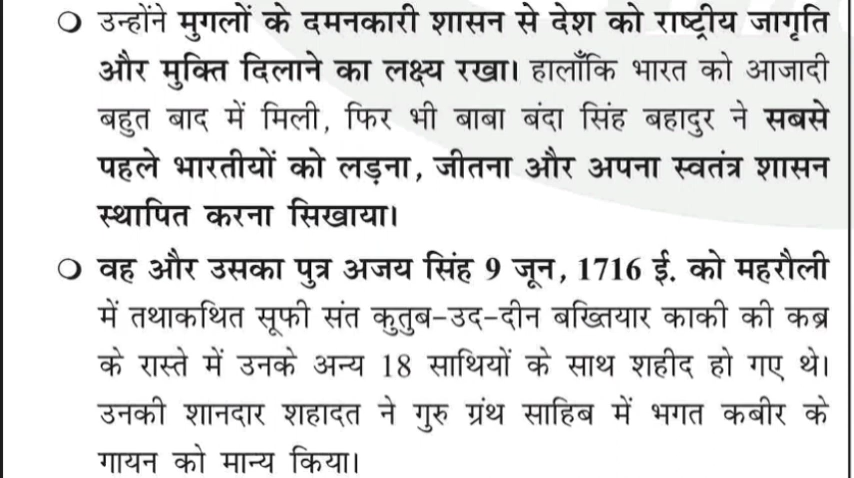 उन्होंने मुगलों के दमनकारी शासन से देश को राष्ट्रीय जागृति
और मुक्ति दिलाने का लक्ष्य रखा। हालाँकि भारत को आजादी
बहुत बाद में मिली, फिर भी बाबा बंदा सिंह बहादुर ने सबसे
पहले भारतीयों को लड़ना, जीतना और अपना स्वतंत्र शासन
स्थापित करना सिखाया।
वह और उसका पुत्र अजय सिंह 9 जून, 1716 ई. को महरौली
में तथाकथित सूफी संत कुतुब-उद-दीन बख्तियार काकी की कब्र
के रास्ते में उनके अन्य 18 साथियों के साथ शहीद हो गए थे।
उनकी शानदार शहादत ने गुरु ग्रंथ साहिब में भगत कबीर के
गायन को मान्य किया।